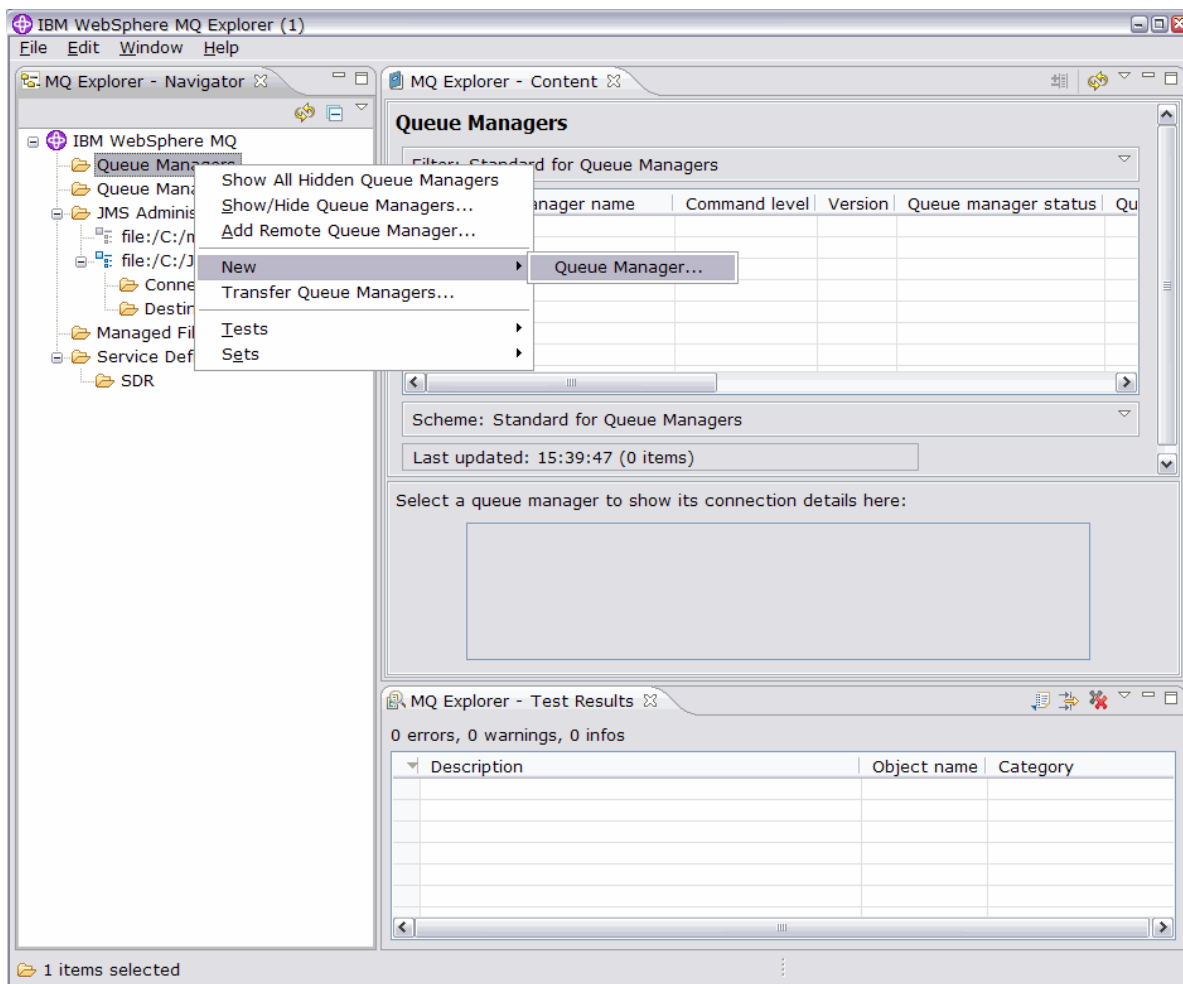 IBM WebSphere MQ Explorer (1)
File Edit Window Help
MQ Explorer - Navigator
IBM WebSphere MQ
Queue Managers
Queue Mana
JMS Adminis
file:/C:/n
file:/C:/J
Conne
Destin
Managed Fil
Service Def
SDR
Show All Hidden Queue Managers
Show/Hide Queue Managers...
Add Remote Queue Manager...
New
Transfer Queue Managers...
Tests
Sets
Queue Manager...
MQ Explorer - Content
Queue Managers
Filter: Standard for Queue Managers
anager name Command level Version Queue manager status Qu
Scheme: Standard for Queue Managers
Last updated: 15:39:47 (0 items)
Select a queue manager to show its connection details here:
MQ Explorer - Test Results
0 errors, 0 warnings, 0 infos
Description Object name Category
1 items selected